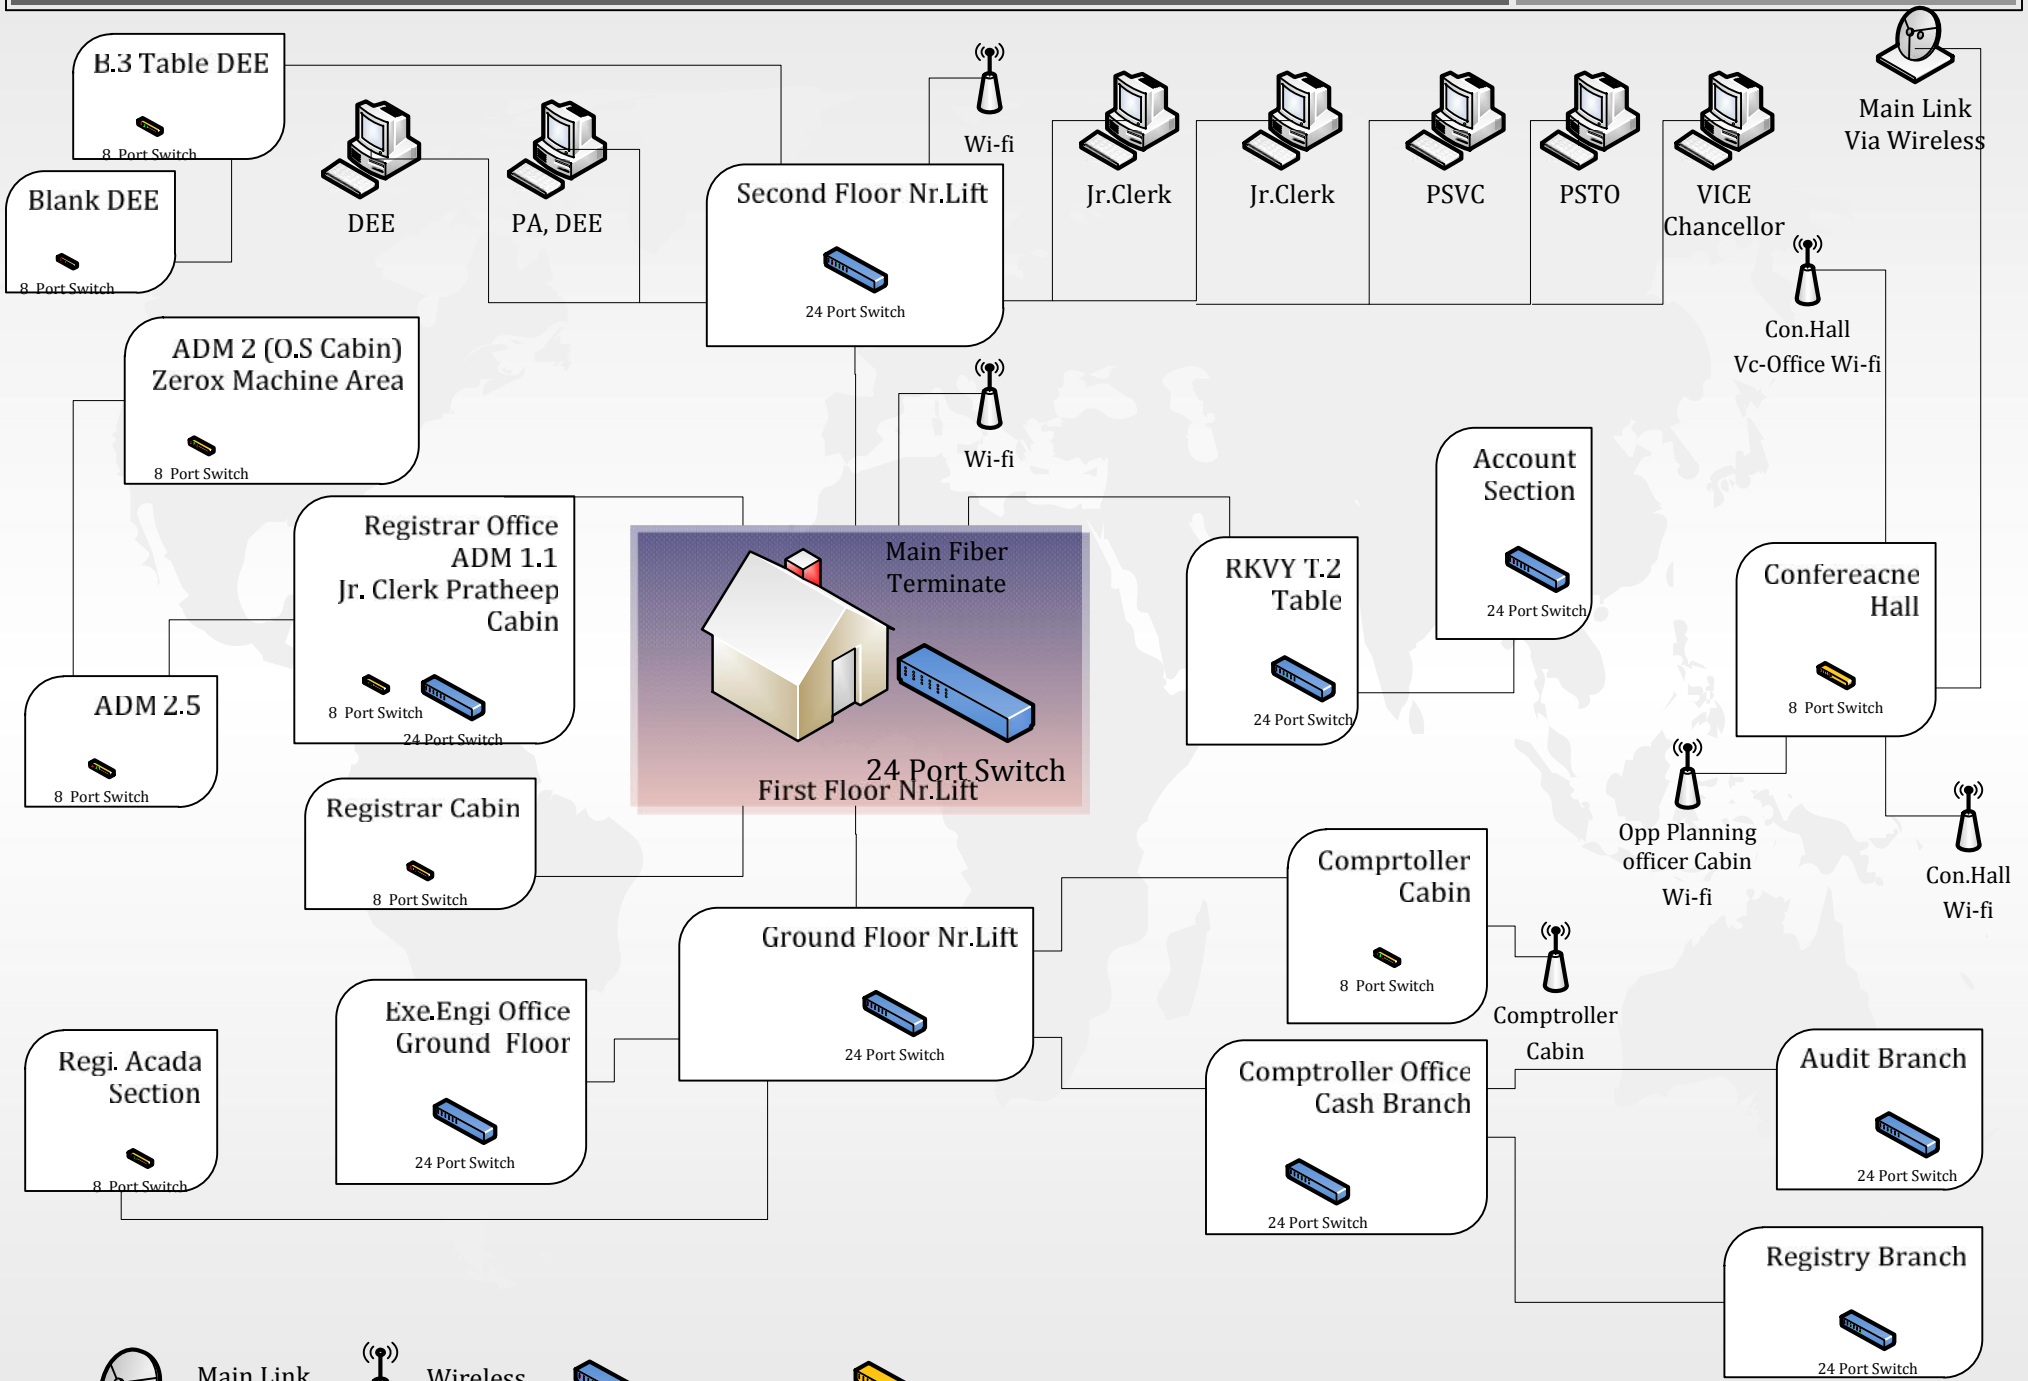 B.3 Table DEE
8 Port Switch
Blank DEE
8 Port Switch
DEE
PA, DEE
Wi-fi
Second Floor Nr.Lift
24 Port Switch
Jr.Clerk
Jr.Clerk
PSVC
PSTO
VICE
Chancellor
Main Link
Via Wireless
Con.Hall
Vc-Office Wi-fi
ADM 2 (O.S Cabin)
Zerox Machine Area
8 Port Switch
Wi-fi
Registrar Office
ADM 1.1
Jr. Clerk Pratheep
Cabin
8 Port Switch
24 Port Switch
ADM 2.5
8 Port Switch
Main Fiber
Terminate
24 Port Switch
First Floor Nr.Lift
RKVY T.2
Table
24 Port Switch
Account
Section
24 Port Switch
Confereacne
Hall
8 Port Switch
Opp Planning
officer Cabin
Wi-fi
Con.Hall
Wi-fi
Registrar Cabin
8 Port Switch
Ground Floor Nr.Lift
24 Port Switch
Comprtoller
Cabin
8 Port Switch
Comptroller
Cabin
Exe.Engi Office
Ground Floor
24 Port Switch
Regi. Acada
Section
8 Port Switch
Comptroller Office
Cash Branch
24 Port Switch
Audit Branch
24 Port Switch
Registry Branch
24 Port Switch
Main Link
Wireless